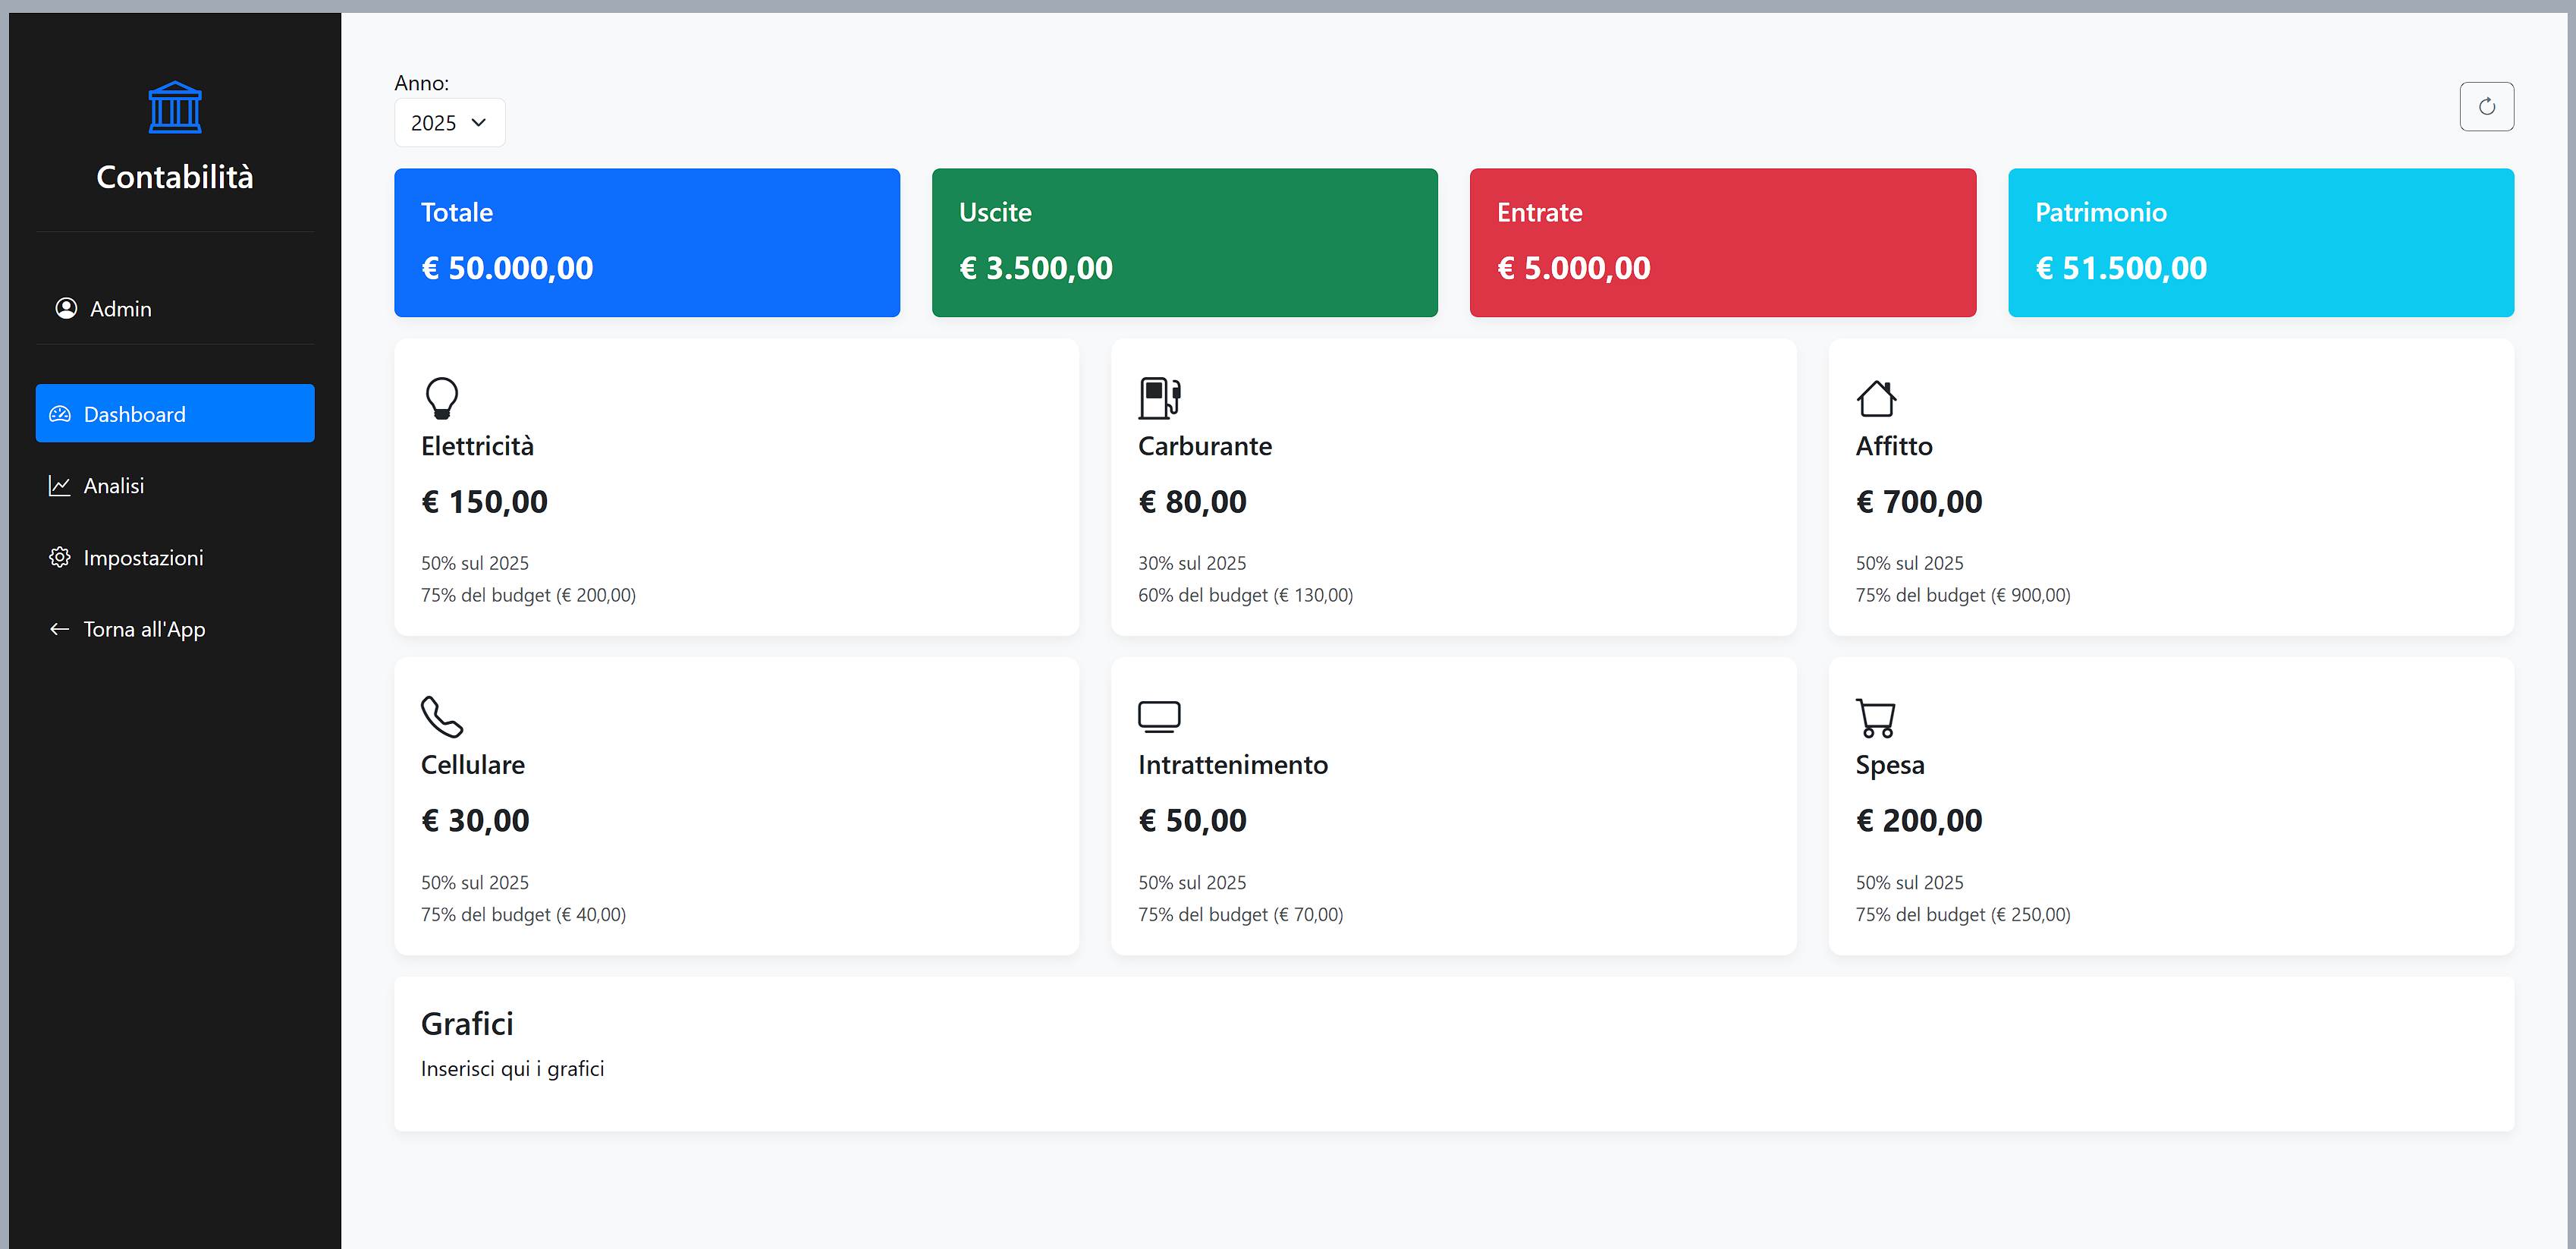 Contabilità
Admin
Dashboard
Analisi
Impostazioni
Torna all'App
Anno:
2025
Totale
€ 50.000,00
Uscite
€ 3.500,00
Entrate
€ 5.000,00
Patrimonio
€ 51.500,00
Elettricità
€ 150,00
50% sul 2025
75% del budget (€ 200,00)
Carburante
€ 80,00
30% sul 2025
60% del budget (€ 130,00)
Affitto
€ 700,00
50% sul 2025
75% del budget (€ 900,00)
Cellulare
€ 30,00
50% sul 2025
75% del budget (€ 40,00)
Intrattenimento
€ 50,00
50% sul 2025
75% del budget (€ 70,00)
Spesa
€ 200,00
50% sul 2025
75% del budget (€ 250,00)
Grafici
Inserisci qui i grafici